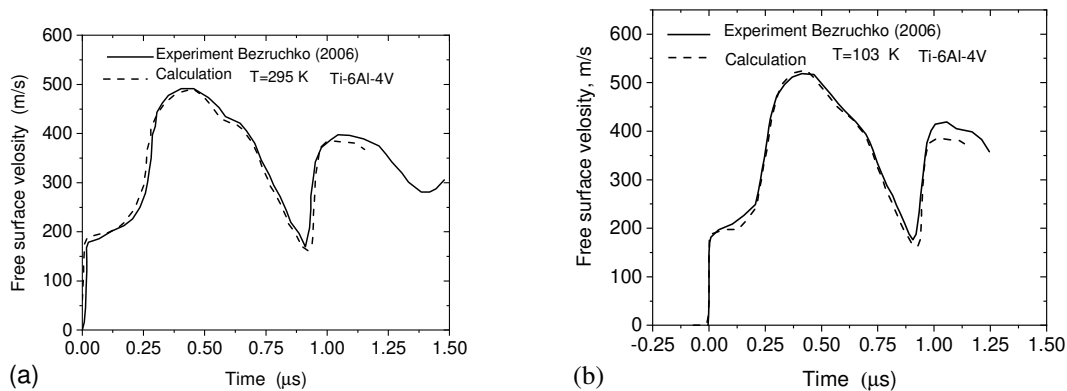 600
500
400
300
200
100
0
Free surface velosity (m/s)
Experiment Bezruchko (2006)
Calculation T=295 K Ti-6Al-4V
0.00 0.25 0.50 0.75 1.00 1.25 1.50
Time (μs)
(a)
600
500
400
300
200
100
0
Free surface velosity, m/s
Experiment Bezruchko (2006)
Calculation T=103 K Ti-6Al-4V
-0.25 0.00 0.25 0.50 0.75 1.00 1.25 1.50
Time (μs)
(b)